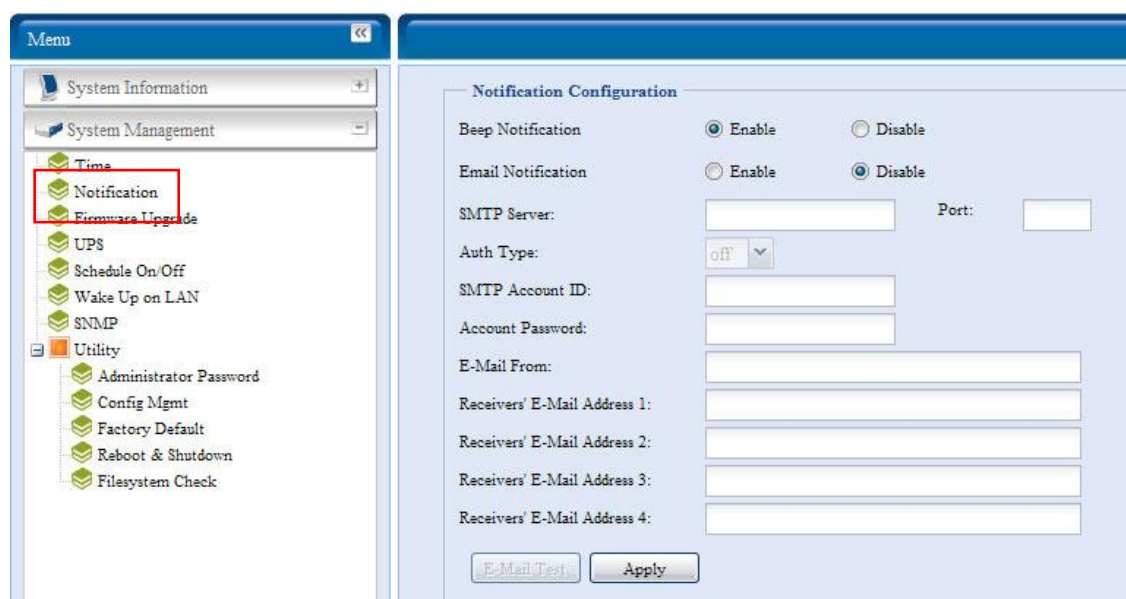 Menu
System Information
System Management
Time
Notification
Firmware Upgrade
UPS
Schedule On/Off
Wake Up on LAN
SNMP
Utility
Administrator Password
Config Mgmt
Factory Default
Reboot & Shutdown
Filesystem Check
Notification Configuration
Beep Notification Enable Disable
Email Notification Enable Disable
SMTP Server: Port:
Auth Type: off
SMTP Account ID:
Account Password:
E-Mail From:
Receivers' E-Mail Address 1:
Receivers' E-Mail Address 2:
Receivers' E-Mail Address 3:
Receivers' E-Mail Address 4:
E-Mail Test Apply